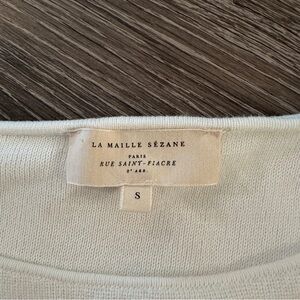 LA MAILLE SÉZANE
PARIS
RUE SAINT-FIACRE
2e ARR.
S